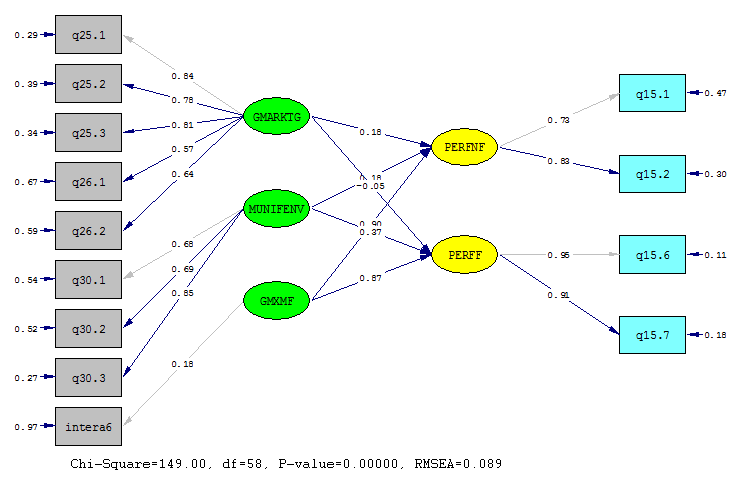 0.29 q25.1
0.39 q25.2
0.34 q25.3
0.67 q26.1
0.59 q26.2
0.54 q30.1
0.52 q30.2
0.27 q30.3
0.97 intera6
0.84
0.78
0.81
0.57
0.64
0.68
0.69
0.85
0.18
GMARKTG
MUNIFENV
GMXMF
0.18
0.18
-0.05
0.90
0.37
0.87
PERFNF
PERFF
0.73
0.83
0.95
0.91
q15.1 0.47
q15.2 0.30
q15.6 0.11
q15.7 0.18
Chi-Square=149.00, df=58, P-value=0.00000, RMSEA=0.089